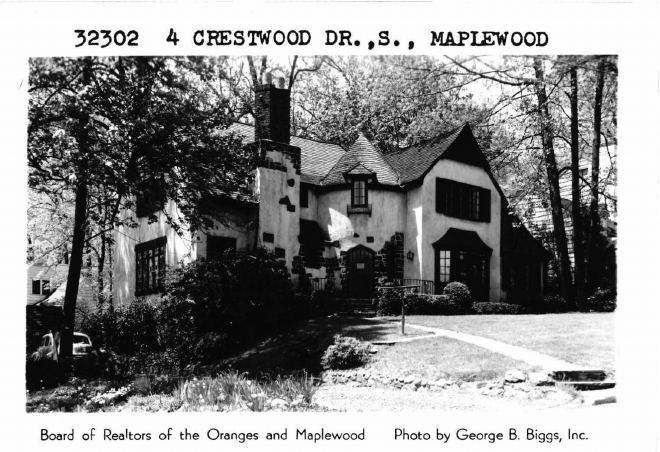 32302 4 CRESTWOOD DR.,S., MAPLEWOOD
Board of Realtors of the Oranges and Maplewood Photo by George B. Biggs, Inc.